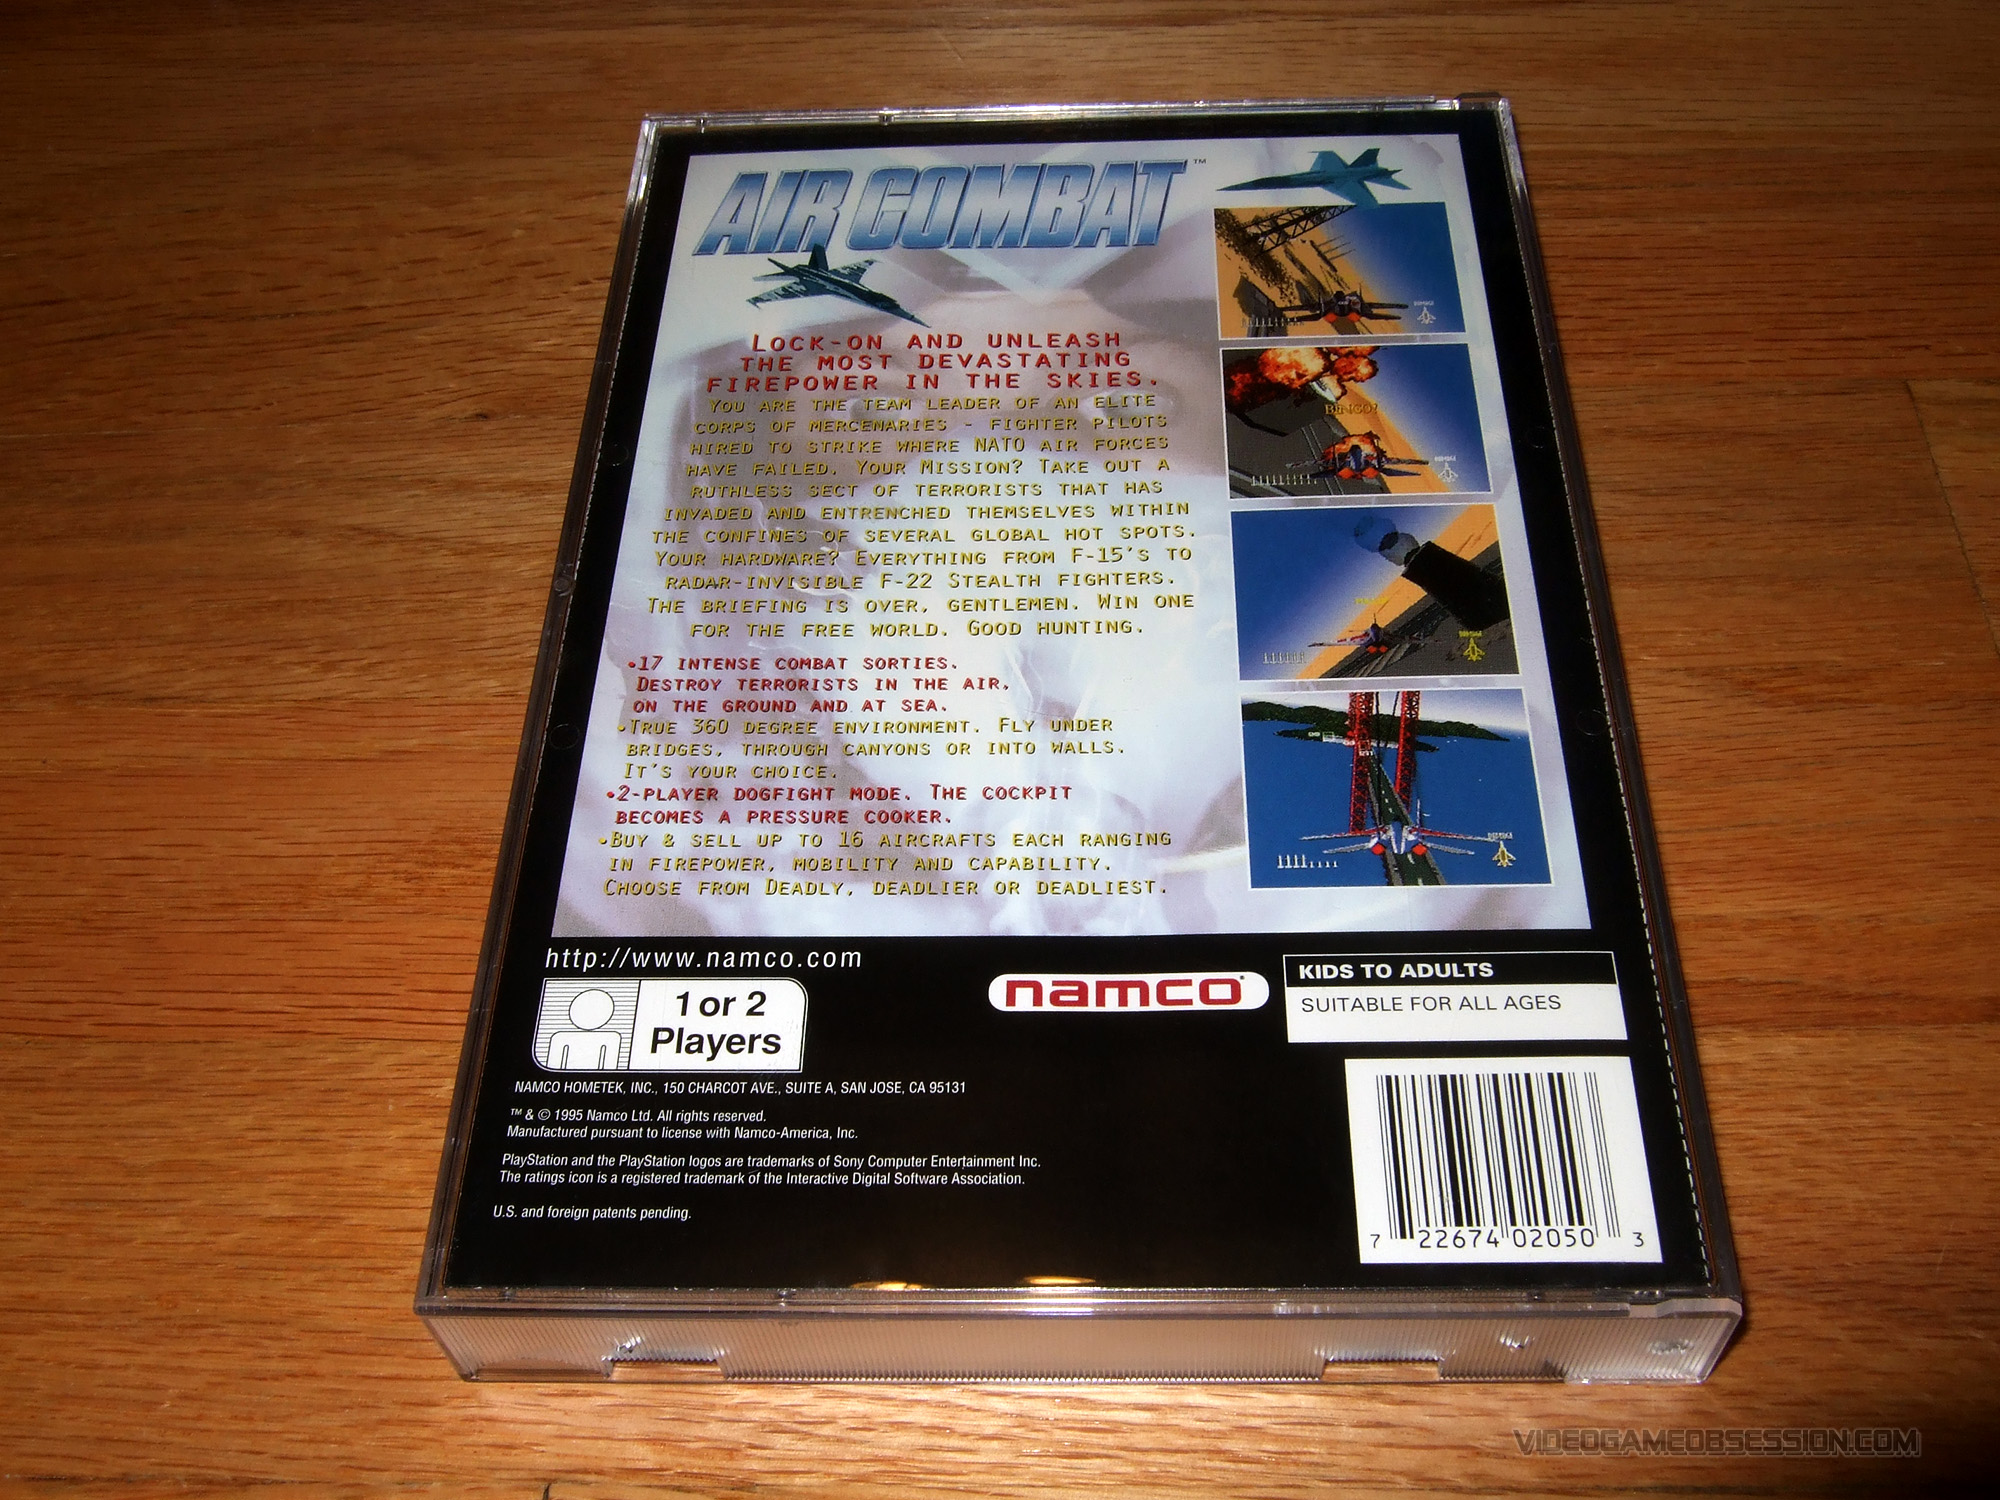 AIR COMBAT™
LOCK-ON AND UNLEASH
THE MOST DEVASTATING
FIREPOWER IN THE SKIES.
YOU ARE THE TEAM LEADER OF AN ELITE
CORPS OF MERCENARIES - FIGHTER PILOTS
HIRED TO STRIKE WHERE NATO AIR FORCES
HAVE FAILED. YOUR MISSION? TAKE OUT A
RUTHLESS SECT OF TERRORISTS THAT HAS
INVADED AND ENTRENCHED THEMSELVES WITHIN
THE CONFINES OF SEVERAL GLOBAL HOT SPOTS.
YOUR HARDWARE? EVERYTHING FROM F-15'S TO
RADAR-INVISIBLE F-22 STEALTH FIGHTERS.
THE BRIEFING IS OVER, GENTLEMEN. WIN ONE
FOR THE FREE WORLD. GOOD HUNTING.
•17 INTENSE COMBAT SORTIES.
DESTROY TERRORISTS IN THE AIR,
ON THE GROUND AND AT SEA.
•TRUE 360 DEGREE ENVIRONMENT. FLY UNDER
BRIDGES, THROUGH CANYONS OR INTO WALLS.
IT'S YOUR CHOICE.
•2-PLAYER DOGFIGHT MODE. THE COCKPIT
BECOMES A PRESSURE COOKER.
•BUY & SELL UP TO 16 AIRCRAFTS EACH RANGING
IN FIREPOWER, MOBILITY AND CAPABILITY.
CHOOSE FROM DEADLY, DEADLIER OR DEADLIEST.
DAMAGE
BINGO!
DAMAGE
DAMAGE
DAMAGE
http://www.namco.com
1 or 2
Players
namco
KIDS TO ADULTS
SUITABLE FOR ALL AGES
NAMCO HOMETEK, INC., 150 CHARCOT AVE., SUITE A, SAN JOSE, CA 95131
™ & © 1995 Namco Ltd. All rights reserved.
Manufactured pursuant to license with Namco-America, Inc.
PlayStation and the PlayStation logos are trademarks of Sony Computer Entertainment Inc.
The ratings icon is a registered trademark of the Interactive Digital Software Association.
U.S. and foreign patents pending.
7 22674 02050 3
VIDEOGAMEOBSESSION.COM